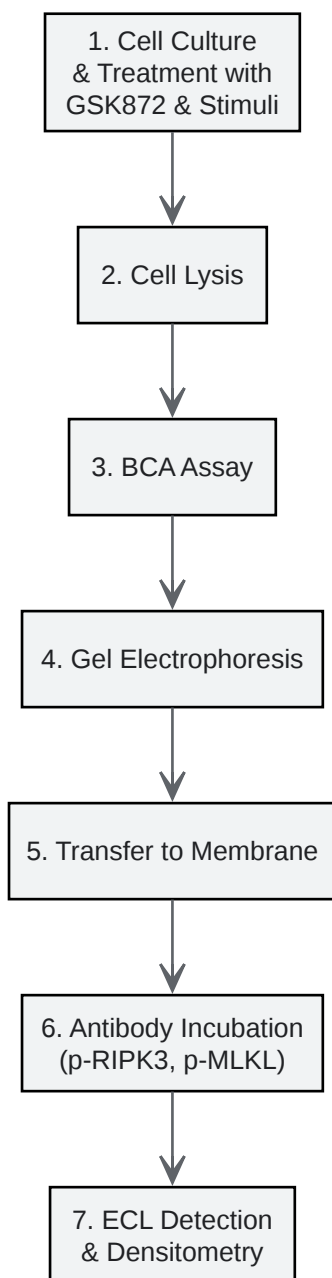 1. Cell Culture
& Treatment with
GSK872 & Stimuli
2. Cell Lysis
3. BCA Assay
4. Gel Electrophoresis
5. Transfer to Membrane
6. Antibody Incubation
(p-RIPK3, p-MLKL)
7. ECL Detection
& Densitometry